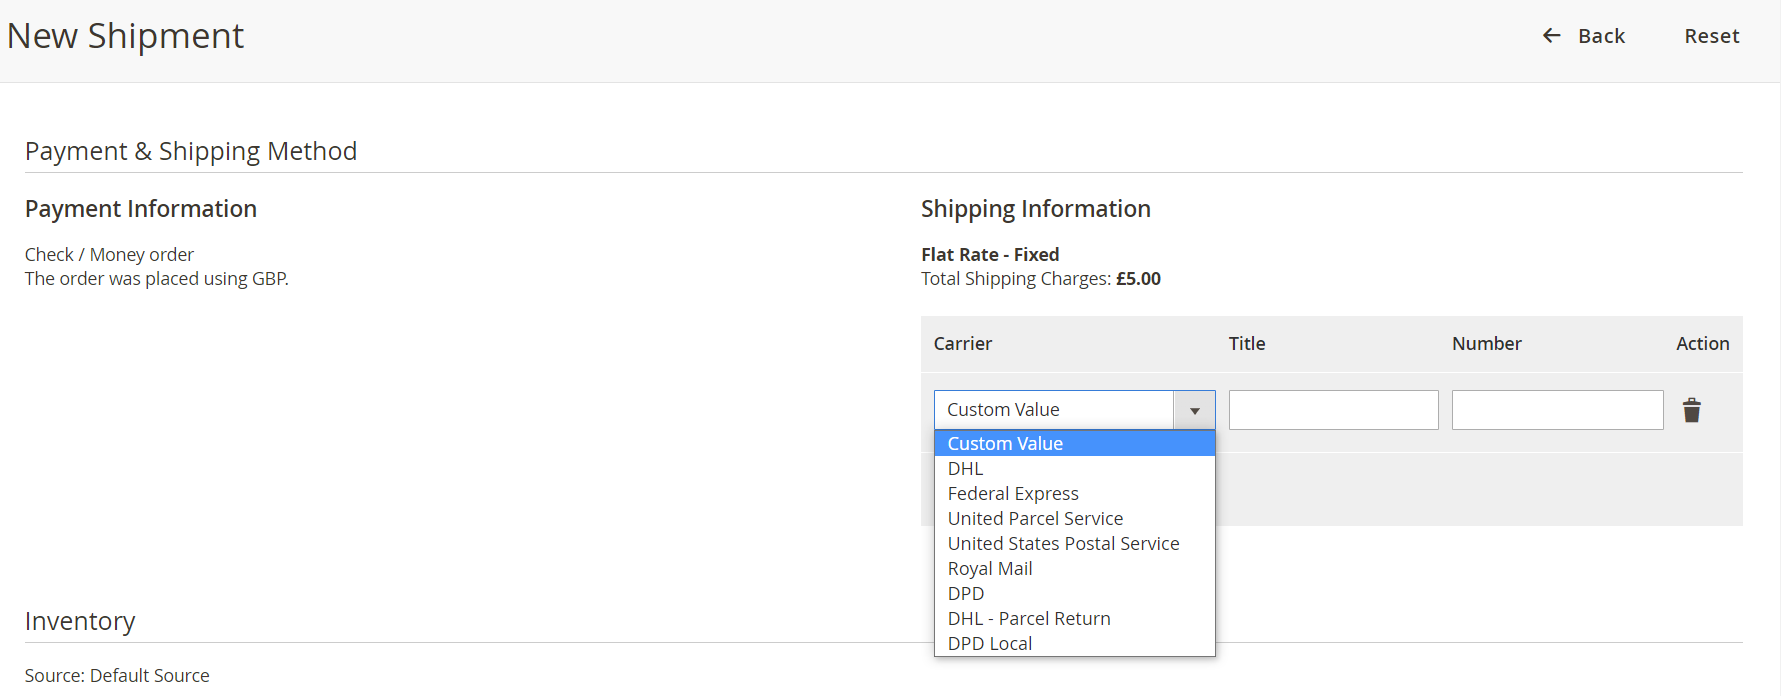 New Shipment
Back
Reset
Payment & Shipping Method
Payment Information
Check / Money order
The order was placed using GBP.
Shipping Information
Flat Rate - Fixed
Total Shipping Charges: £5.00
Carrier Title Number Action
Custom Value
Custom Value
DHL
Federal Express
United Parcel Service
United States Postal Service
Royal Mail
DPD
DHL - Parcel Return
DPD Local
Inventory
Source: Default Source